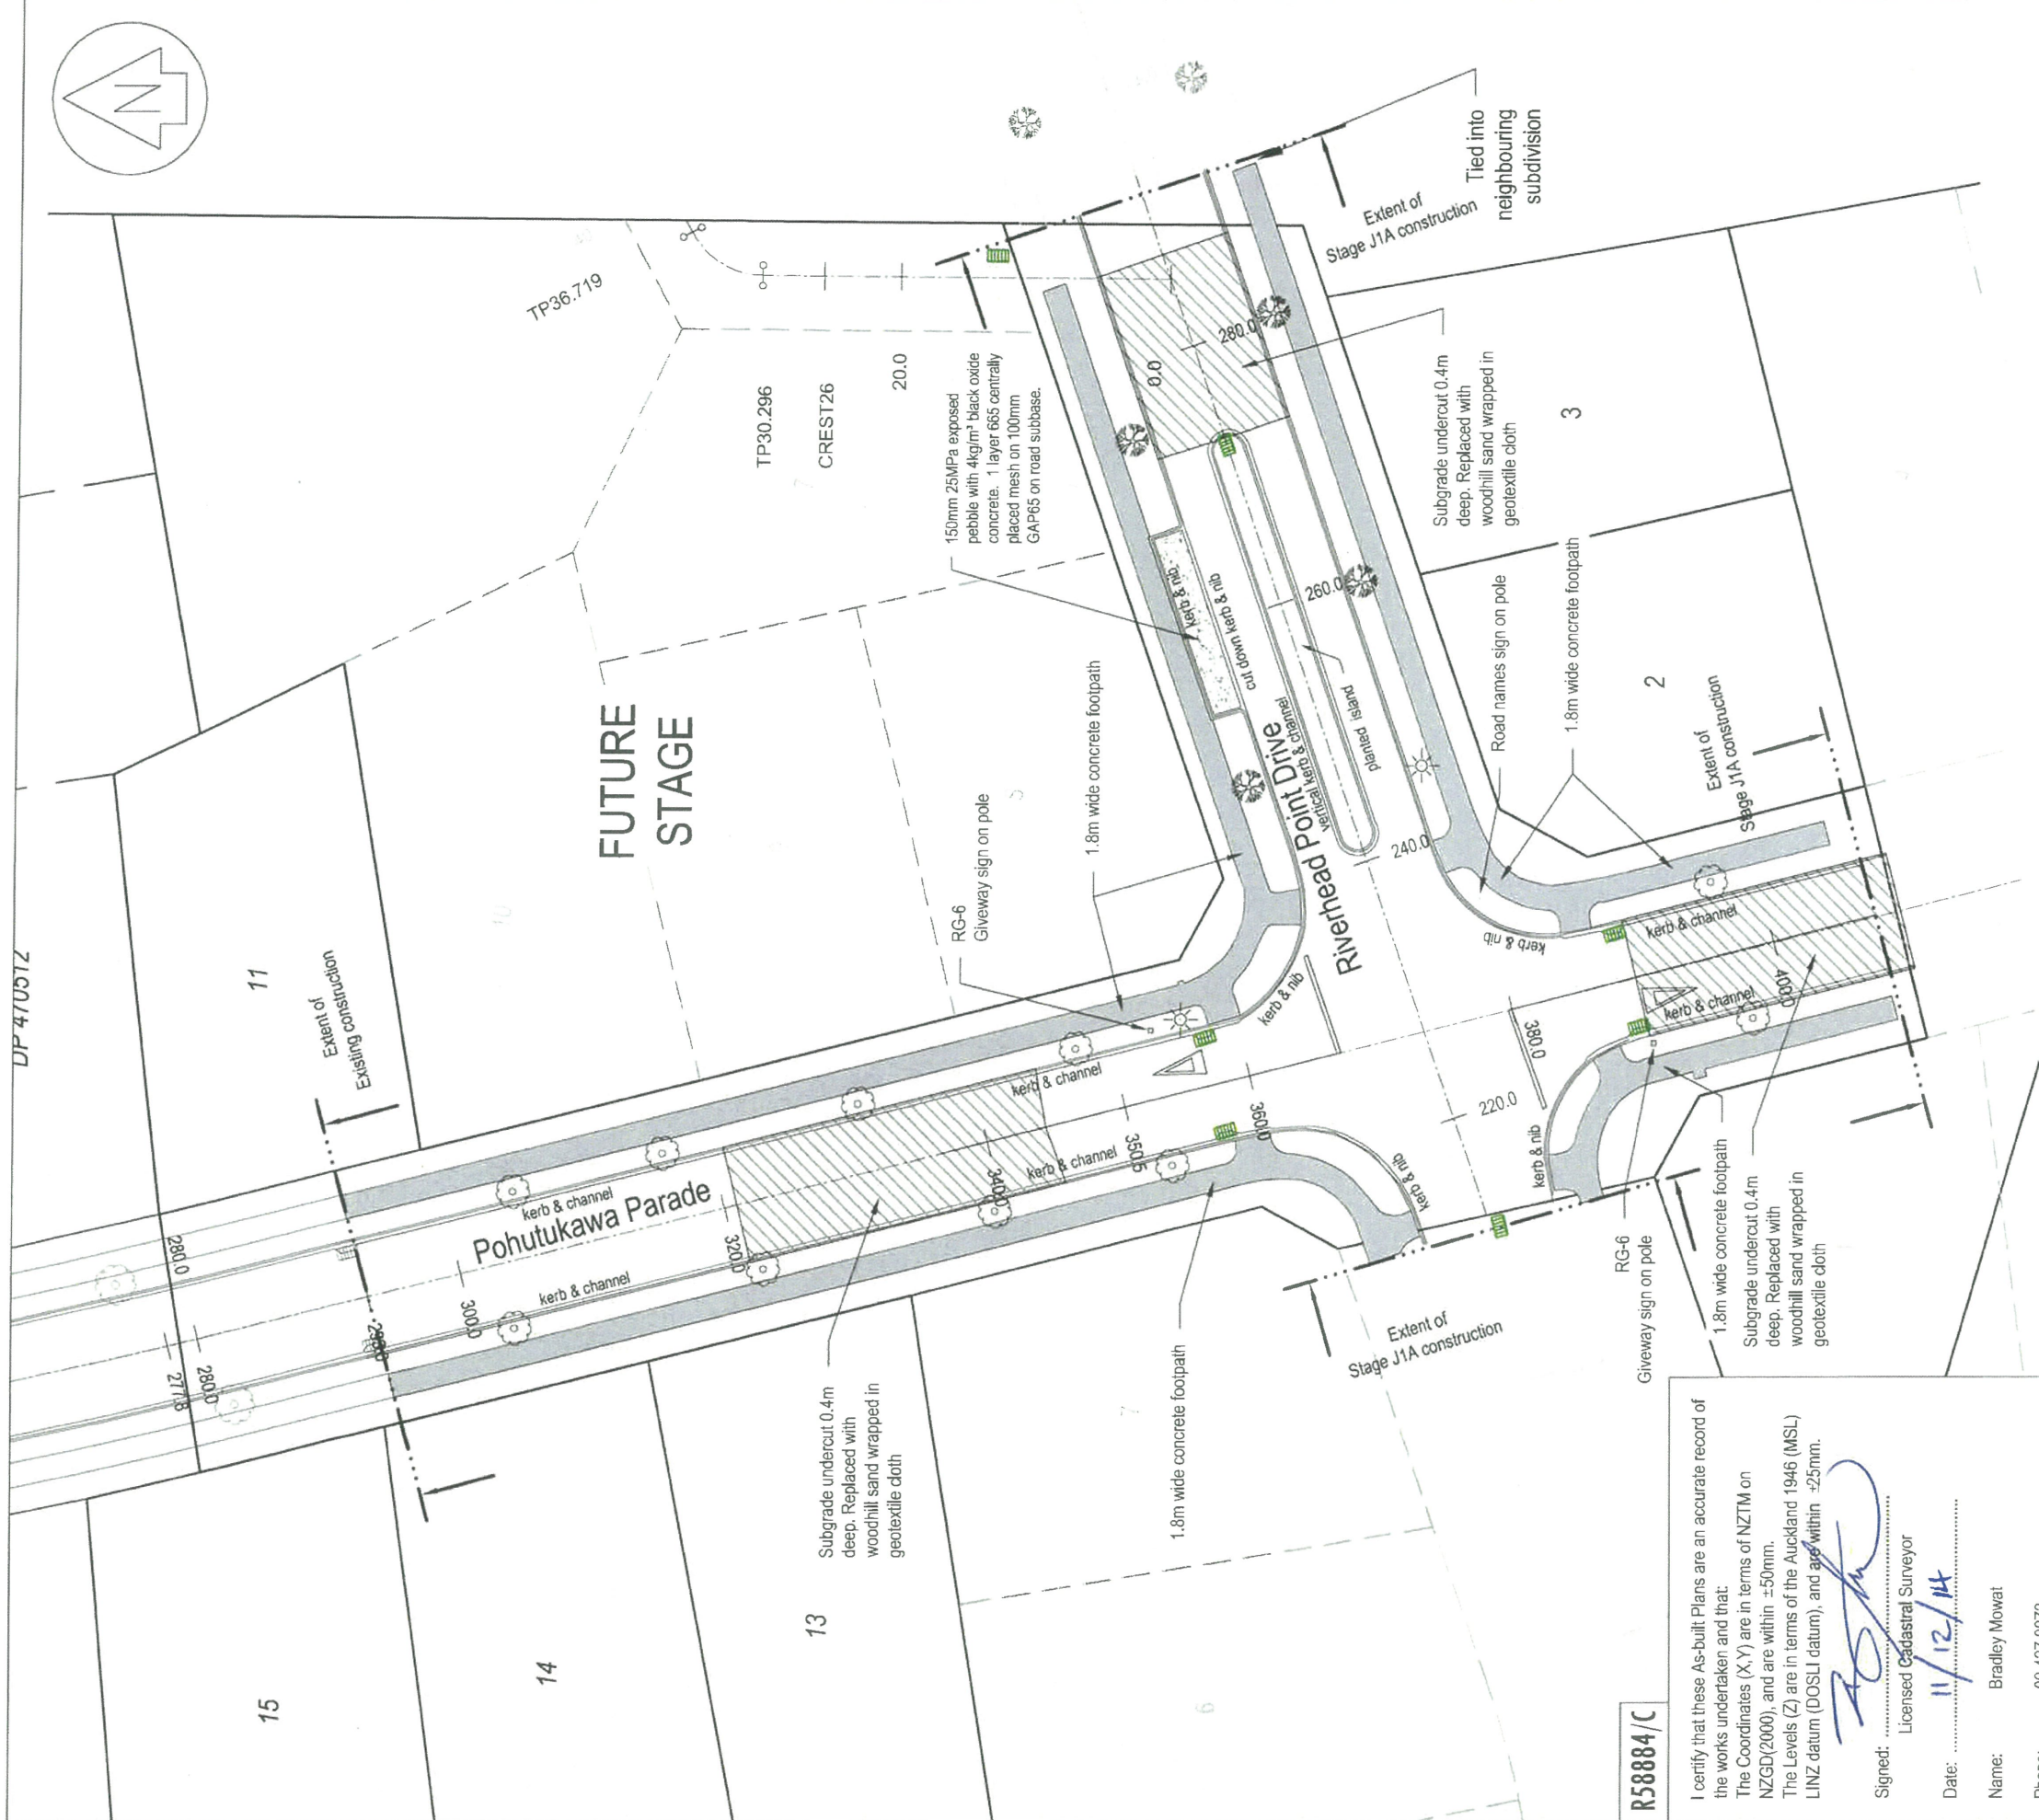 N
DP 470512
11
Extent of
Existing construction
FUTURE
STAGE
TP36.719
TP30.296
CREST26
20.0
150mm 25MPa exposed
pebble with 4kg/m³ black oxide
concrete. 1 layer 665 centrally
placed mesh on 100mm
GAP65 on road subbase.
Tied into
neighbouring
subdivision
Extent of
Stage J1A construction
Subgrade undercut 0.4m
deep. Replaced with
woodhill sand wrapped in
geotextile cloth
3
0.0
280.0
260.0
240.0
220.0
kerb & nib
cut down kerb & nib
Riverhead Point Drive
vertical kerb & channel
planted island
Road names sign on pole
1.8m wide concrete footpath
2
Extent of
Stage J1A construction
1.8m wide concrete footpath
RG-6
Giveway sign on pole
kerb & nib
kerb & nib
kerb & channel
kerb & channel
400.0
380.0
kerb & channel
kerb & channel
350.5
360.0
340.0
320.0
300.0
280.0
280.0
277.8
Pohutukawa Parade
kerb & channel
kerb & channel
kerb & nib
kerb & nib
RG-6
Giveway sign on pole
1.8m wide concrete footpath
Subgrade undercut 0.4m
deep. Replaced with
woodhill sand wrapped in
geotextile cloth
Extent of
Stage J1A construction
1.8m wide concrete footpath
Subgrade undercut 0.4m
deep. Replaced with
woodhill sand wrapped in
geotextile cloth
15
14
13
6
R58884/C
I certify that these As-built Plans are an accurate record of
the works undertaken and that:
The Coordinates (X,Y) are in terms of NZTM on
NZGD(2000), and are within ±50mm.
The Levels (Z) are in terms of the Auckland 1946 (MSL)
LINZ datum (DOSLI datum), and are within ±25mm.
Signed:
Licensed Cadastral Surveyor
Date: 11/12/14
Name: Bradley Mowat